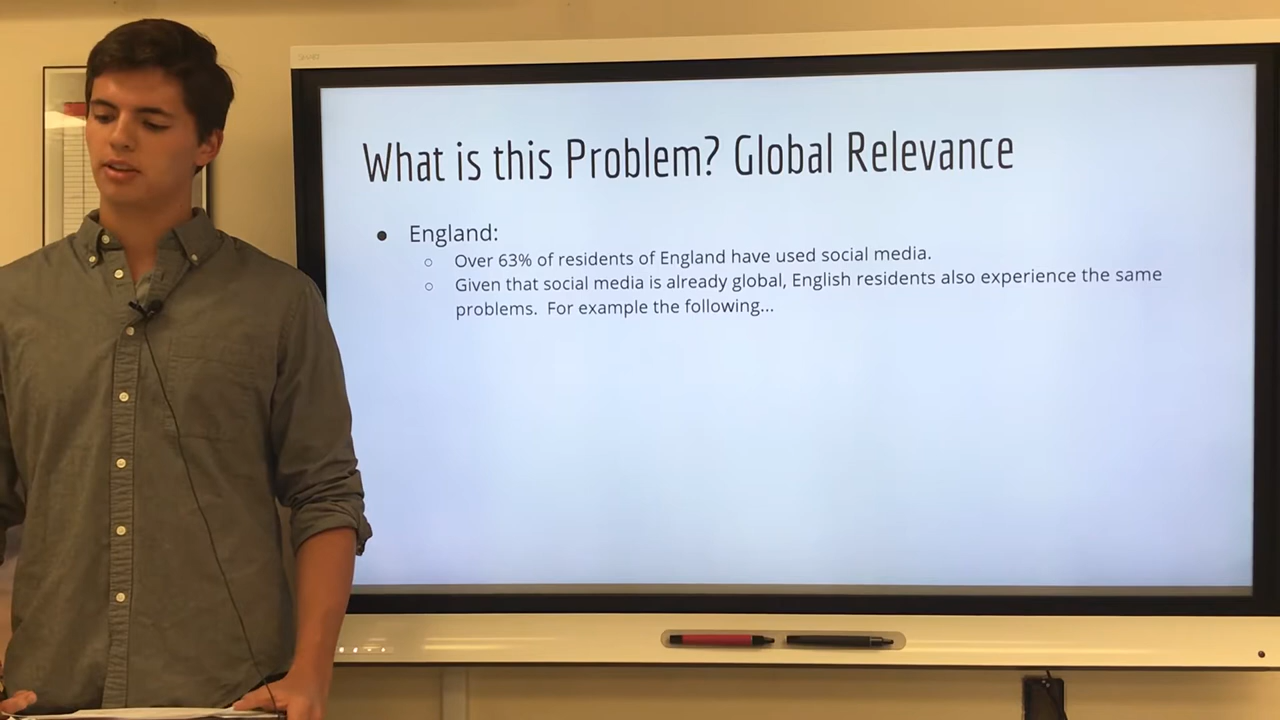 What is this Problem? Global Relevance
● England:
○ Over 63% of residents of England have used social media.
○ Given that social media is already global, English residents also experience the same
problems.  For example the following...